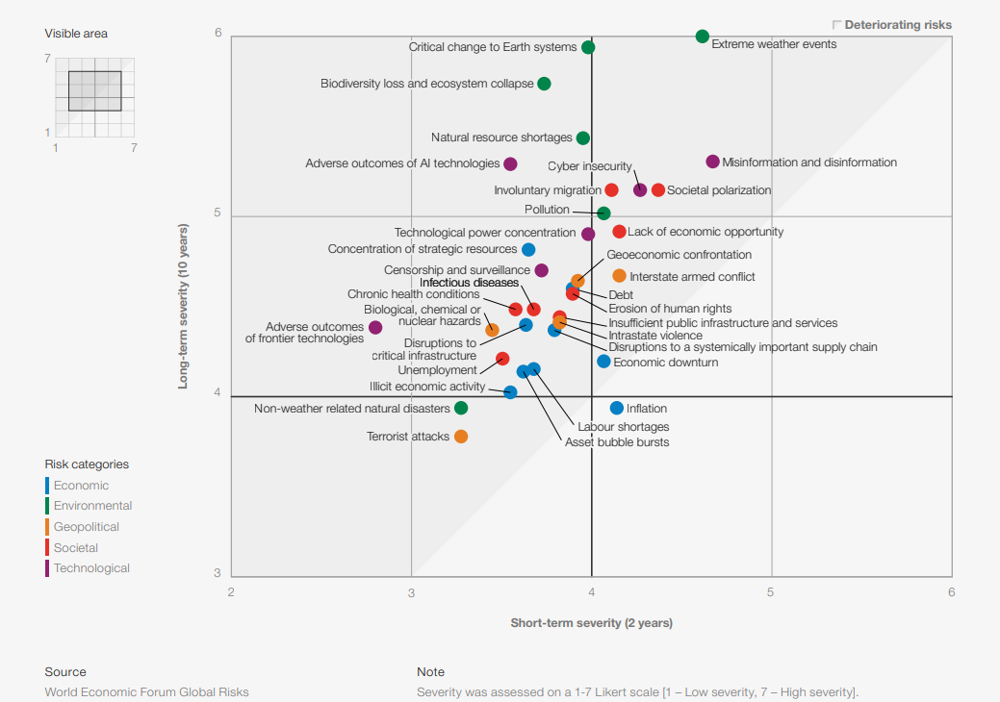 Deteriorating risks
Visible area
7
1
1
7
6
5
4
3
2
3
4
5
6
Long-term severity (10 years)
Short-term severity (2 years)
Critical change to Earth systems
Extreme weather events
Biodiversity loss and ecosystem collapse
Natural resource shortages
Adverse outcomes of AI technologies
Cyber insecurity
Misinformation and disinformation
Involuntary migration
Societal polarization
Pollution
Technological power concentration
Lack of economic opportunity
Concentration of strategic resources
Geoeconomic confrontation
Censorship and surveillance
Interstate armed conflict
Infectious diseases
Chronic health conditions
Debt
Erosion of human rights
Biological, chemical or
nuclear hazards
Insufficient public infrastructure and services
Adverse outcomes
of frontier technologies
Intrastate violence
Disruptions to
critical infrastructure
Disruptions to a systemically important supply chain
Economic downturn
Unemployment
Illicit economic activity
Non-weather related natural disasters
Inflation
Labour shortages
Terrorist attacks
Asset bubble bursts
Risk categories
Economic
Environmental
Geopolitical
Societal
Technological
Source
World Economic Forum Global Risks
Note
Severity was assessed on a 1-7 Likert scale [1 – Low severity, 7 – High severity].